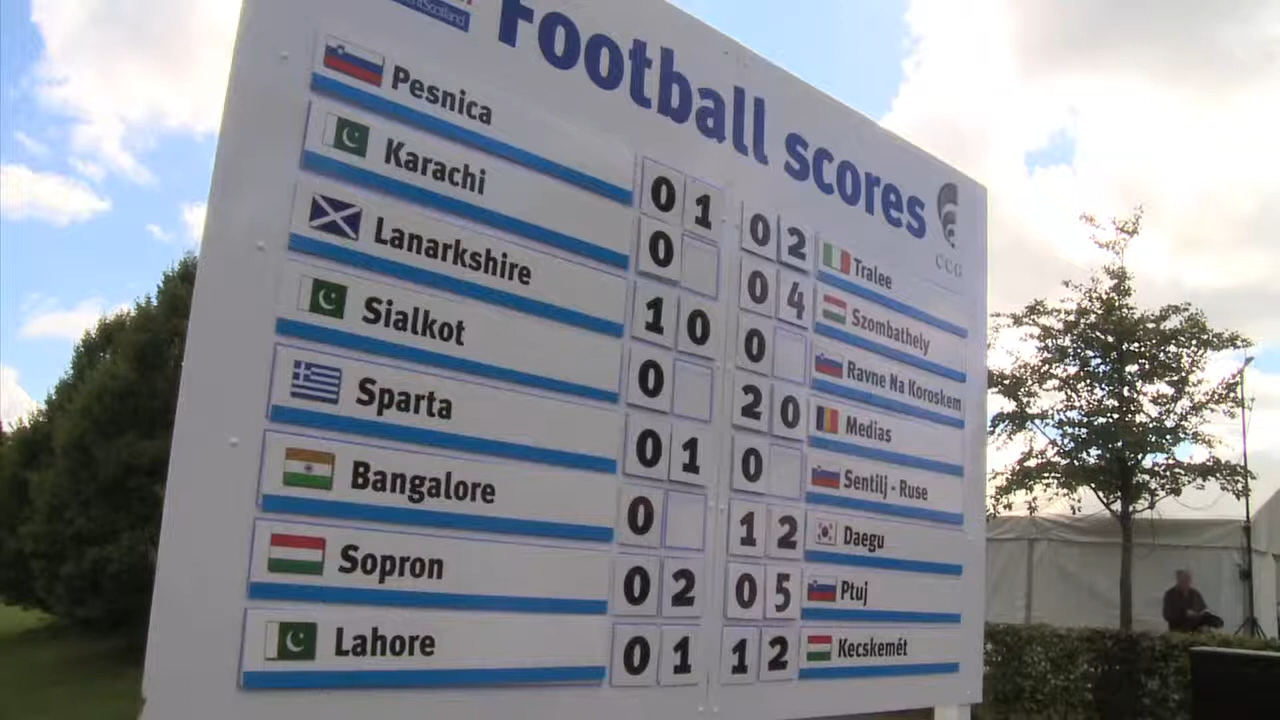 Football scores
Pesnica 0 1 0 2 Tralee
Karachi 0 0 4 Szombathely
Lanarkshire 1 0 0 Ravne Na Koroskem
Sialkot 0 2 0 Medias
Sparta 0 1 0 Sentilj - Ruse
Bangalore 0 1 2 Daegu
Sopron 0 2 0 5 Ptuj
Lahore 0 1 1 2 Kecskemét